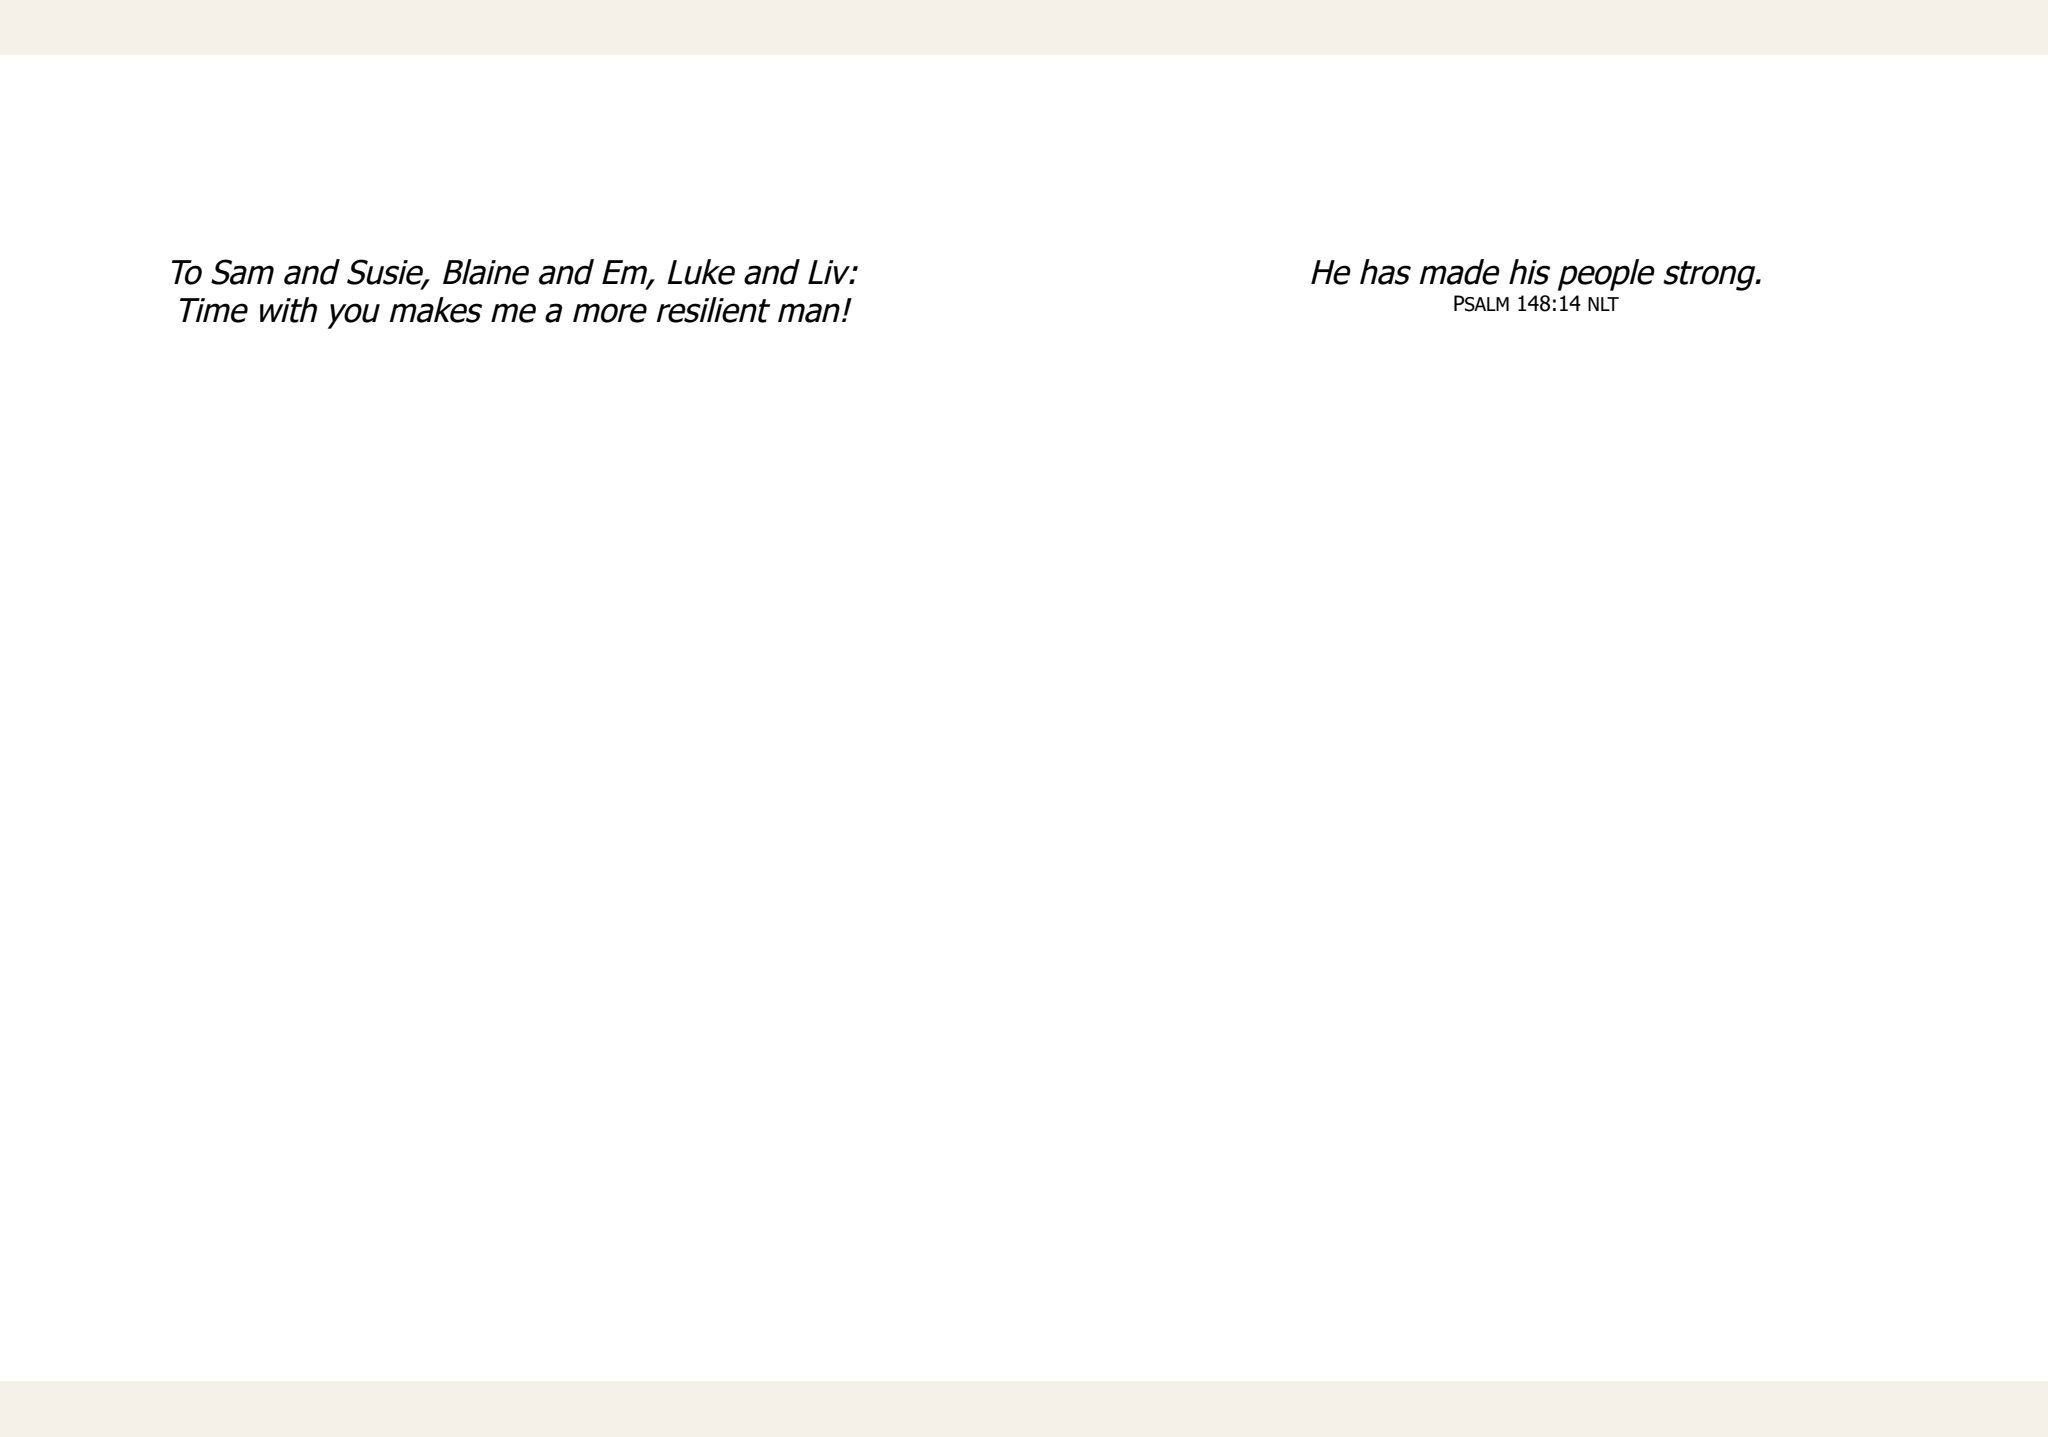 To Sam and Susie, Blaine and Em, Luke and Liv:
Time with you makes me a more resilient man!
He has made his people strong.
PSALM 148:14 NLT